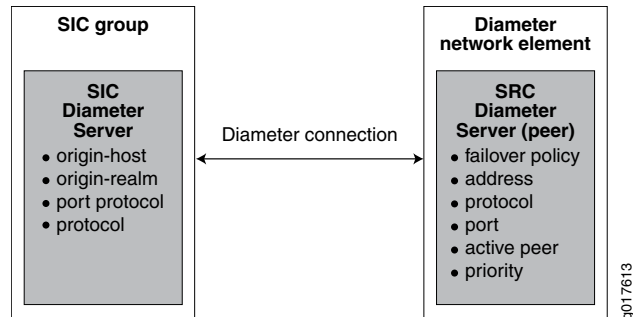 SIC group
SIC
Diameter
Server
• origin-host
• origin-realm
• port protocol
• protocol
Diameter connection
Diameter
network element
SRC
Diameter
Server (peer)
• failover policy
• address
• protocol
• port
• active peer
• priority
g017613